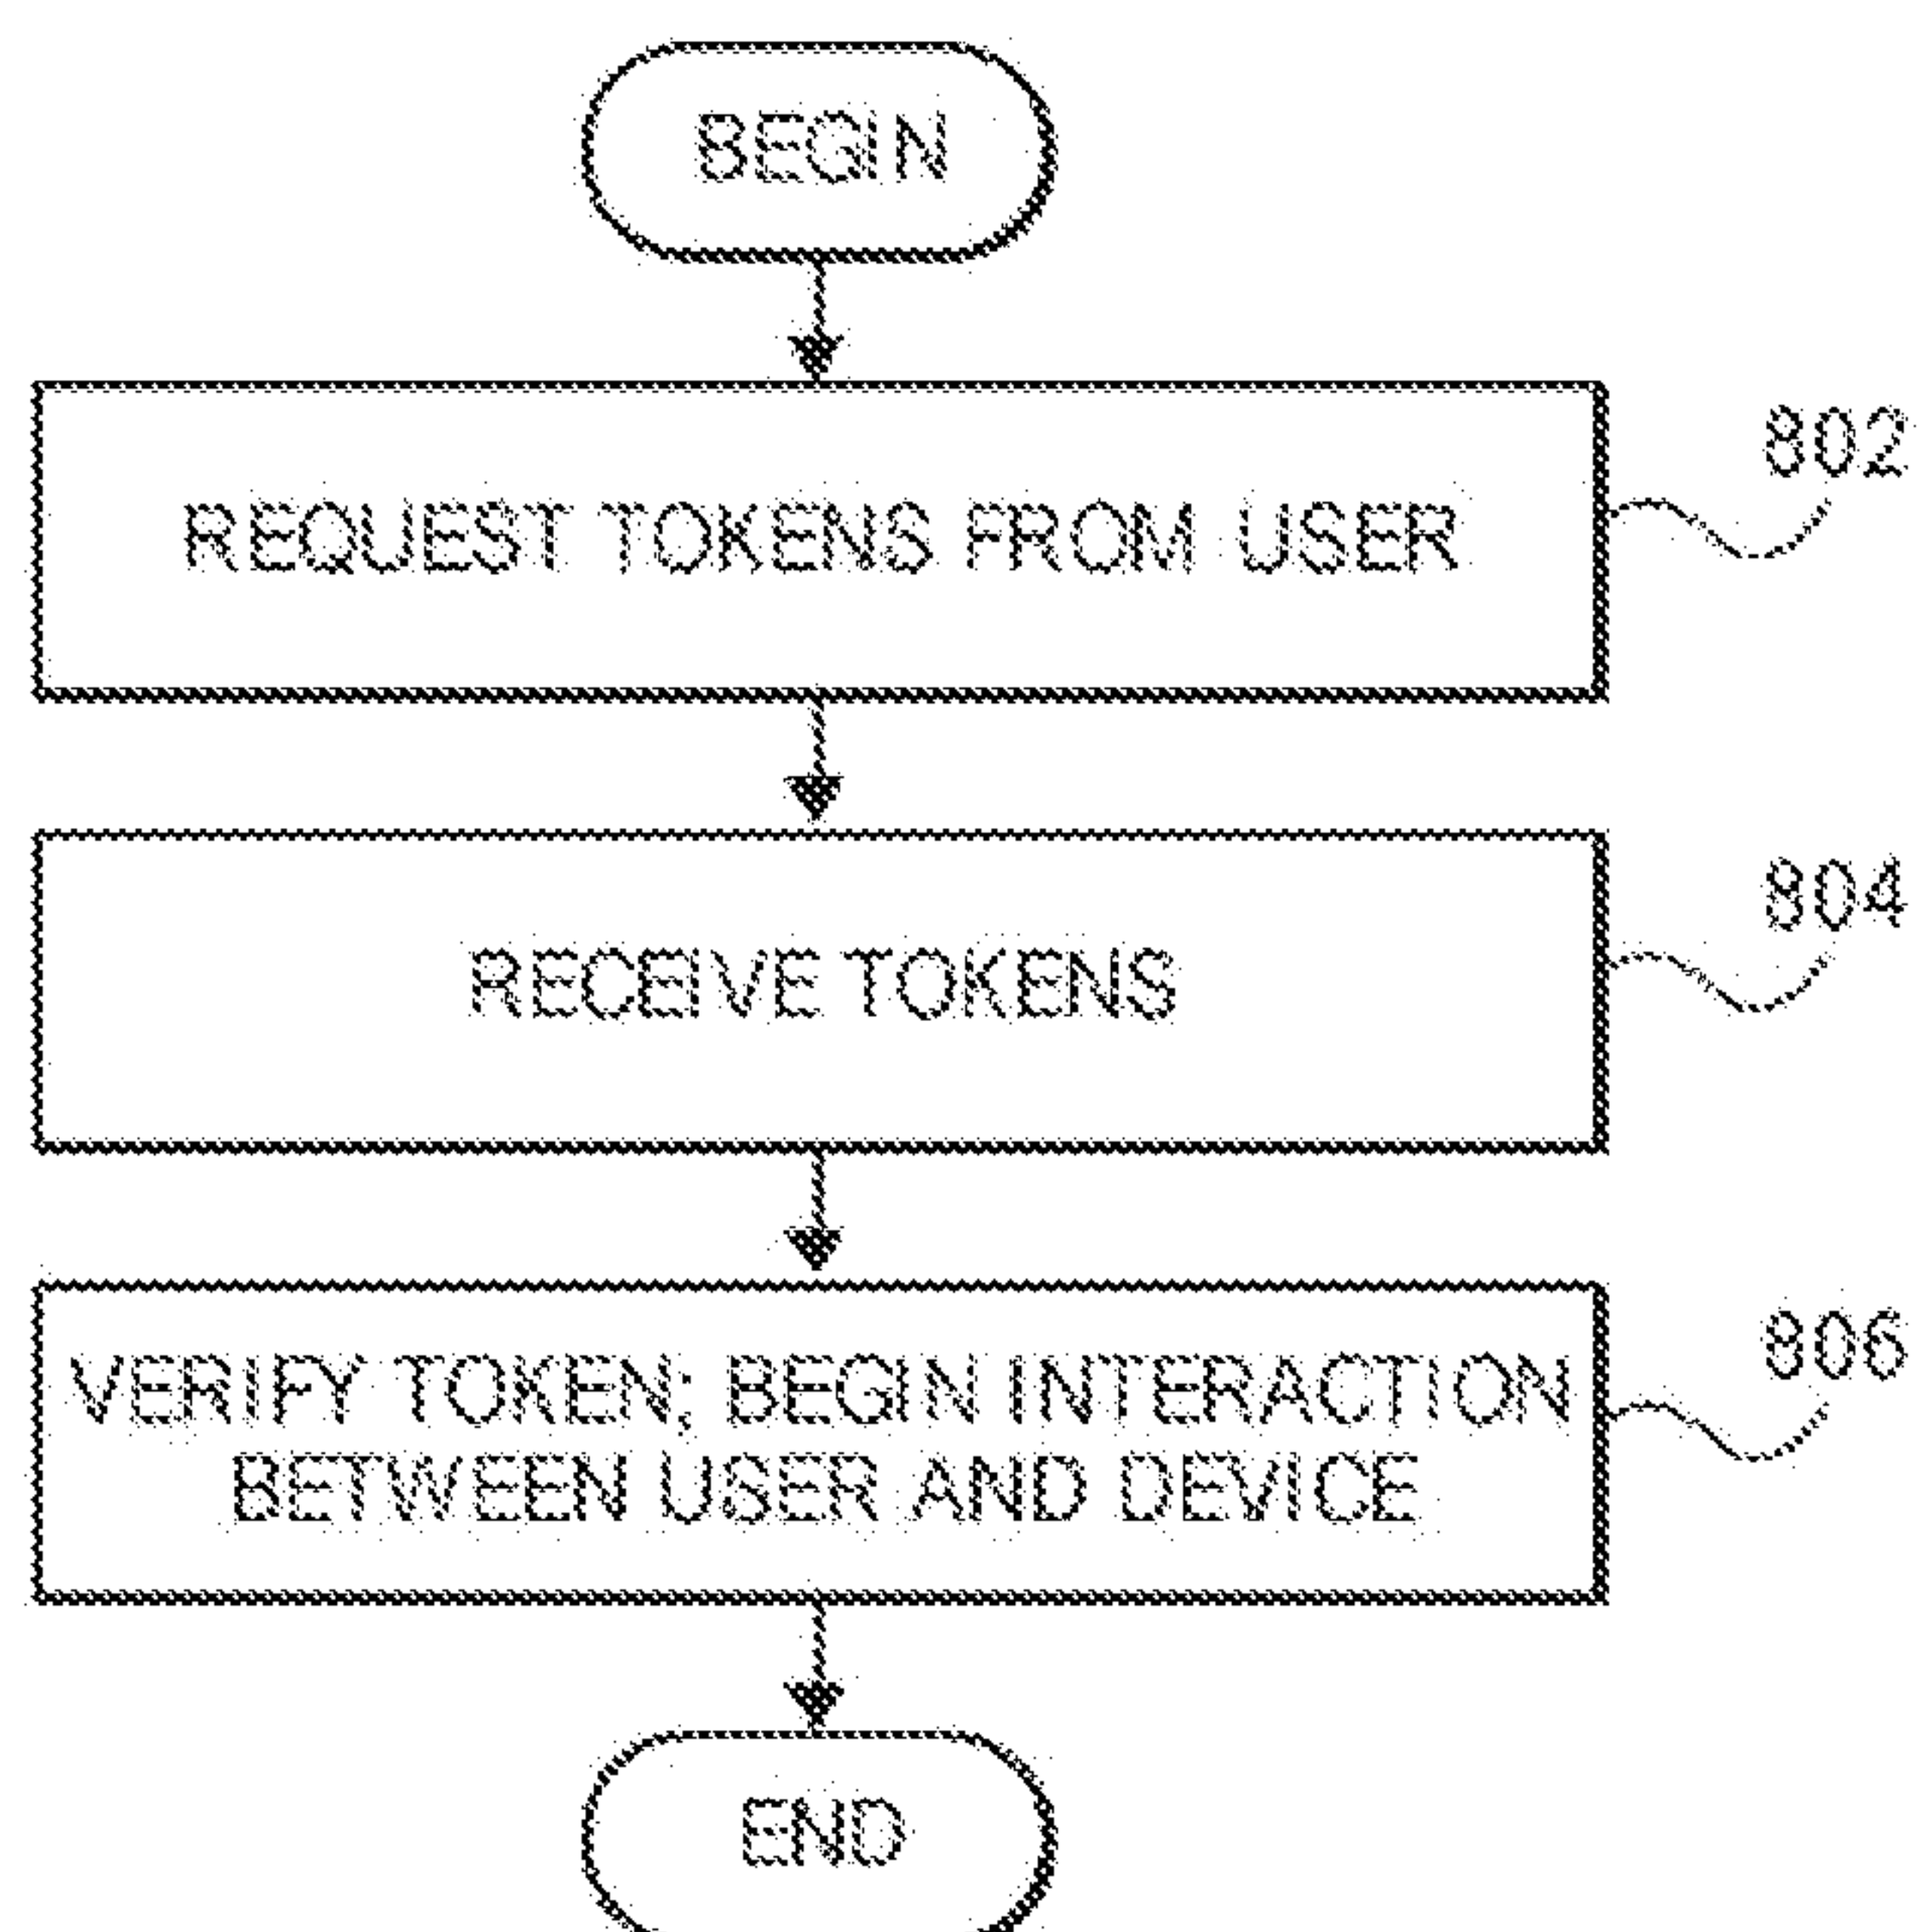 BEGIN
REQUEST TOKENS FROM USER
802
RECEIVE TOKENS
804
VERIFY TOKEN; BEGIN INTERACTION
BETWEEN USER AND DEVICE
806
END